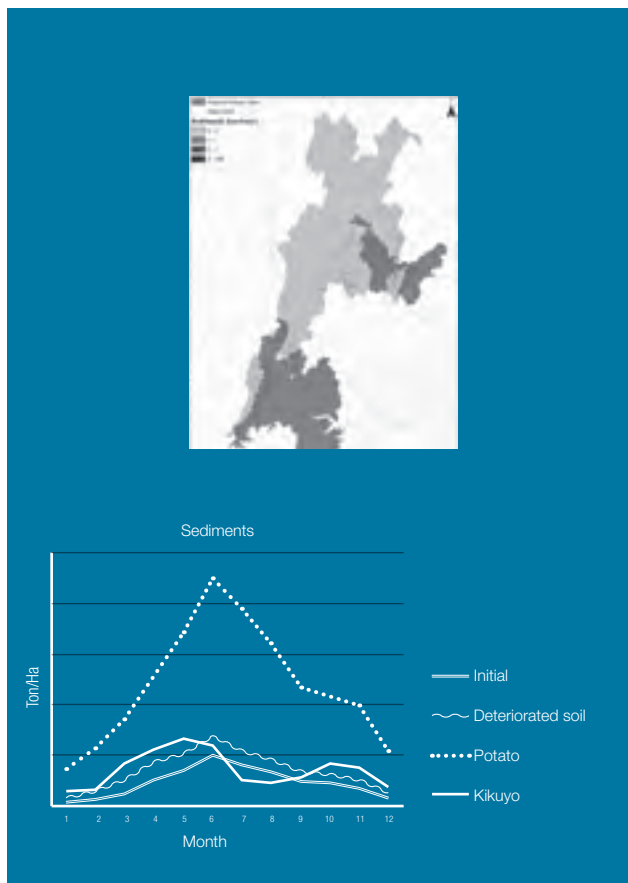 Sediments
Ton/Ha
Initial
Deteriorated soil
Potato
Kikuyo
1 2 3 4 5 6 7 8 9 10 11 12
Month